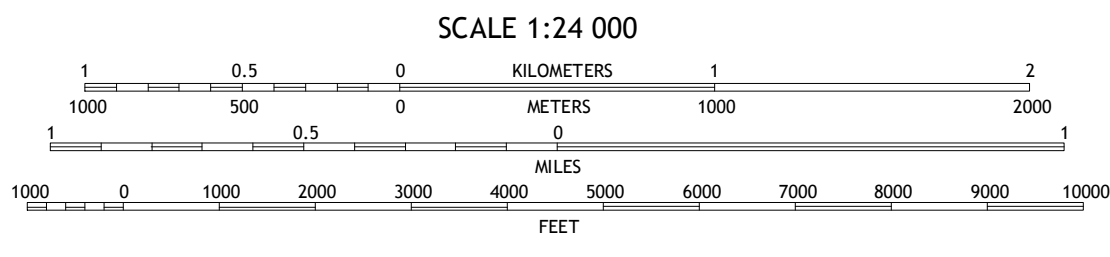 SCALE 1:24 000
1 0.5 0 KILOMETERS 1 2
1000 500 0 METERS 1000 2000
1 0.5 0 1
MILES
1000 0 1000 2000 3000 4000 5000 6000 7000 8000 9000 10000
FEET